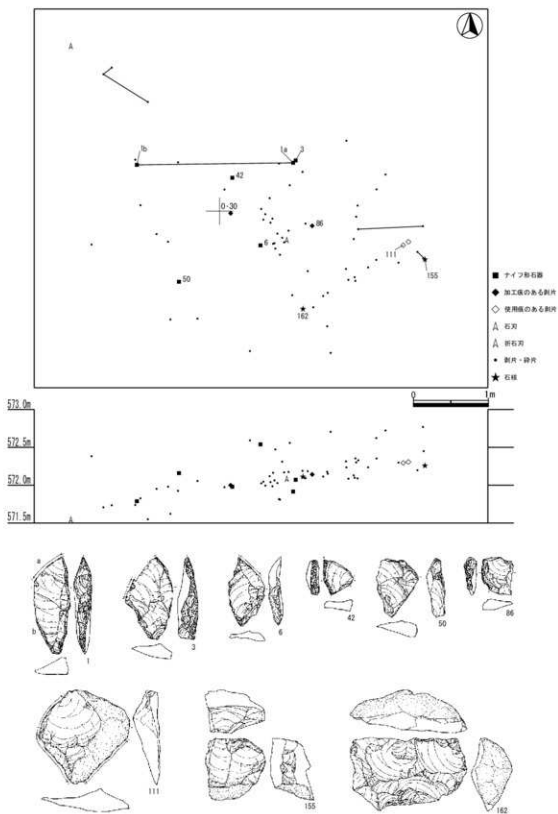 1b
1a
3
42
0-30
86
6
111
155
50
162
ナイフ形石器
加工痕のある剥片
使用痕のある剥片
石刃
折石刃
剥片・砕片
石核
0 1m
573.0m
572.5m
572.0m
571.5m
a
b
1
3
6
42
50
86
111
155
162